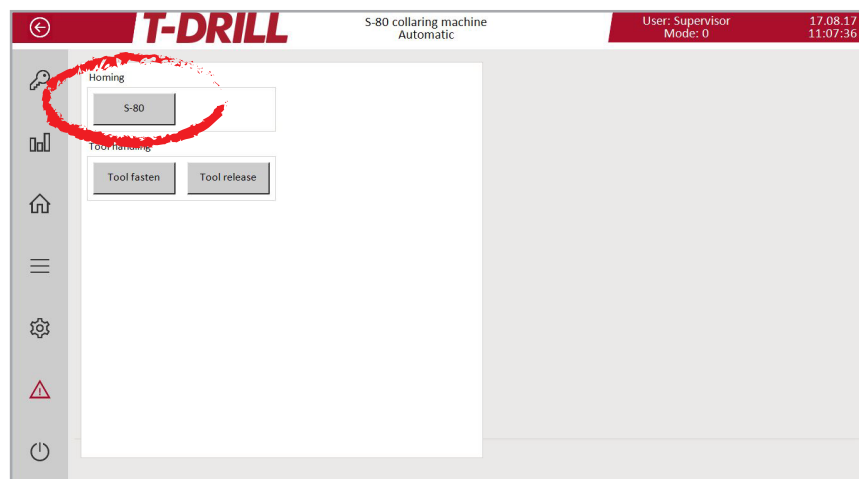 T-DRILL
S-80 collaring machine
Automatic
User: Supervisor
Mode: 0
17.08.17
11:07:36
Homing
S-80
Tool handling
Tool fasten
Tool release